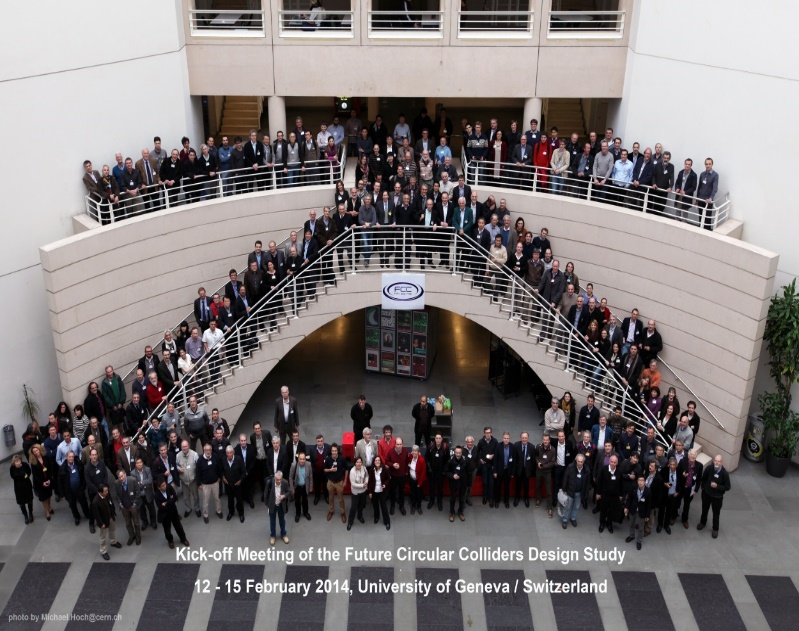 FCC
Kick-off Meeting of the Future Circular Colliders Design Study
12 - 15 February 2014, University of Geneva / Switzerland
photo by Michael.Hoch@cern.ch